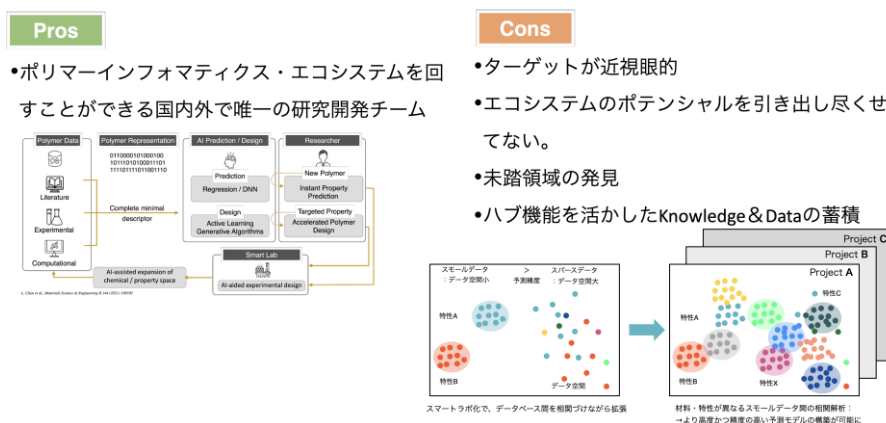 Pros
•ポリマーインフォマティクス・エコシステムを回
すことができる国内外で唯一の研究開発チーム
Polymer Data
Polymer Representation
AI Prediction / Design
Researcher
DB
Literature
Experimental
Computational
0110000101000100
1011101010001 1101
1111011110110011 10
Complete minimal
descriptor
Prediction
Regression / DNN
Design
Active Learning
Generative Algorithms
New Polymer
Instant Property
Prediction
Targeted Property
Accelerated Polymer
Design
Smart Lab
AI-aided experimental design
AI-assisted expansion of
chemical / property space
L. Chen et al., Materials Science & Engineering R 144 (2021) 100595
Cons
•ターゲットが近視眼的
•エコシステムのポテンシャルを引き出し尽くせ
てない。
•未踏領域の発見
•ハブ機能を活かしたKnowledge＆Dataの蓄積
スモールデータ
：データ空間小
>
予測精度
スパースデータ
：データ空間大
特性A
特性B
データ空間
スマートラボ化で、データベース間を相関づけながら拡張
Project C
Project B
Project A
特性C
特性A
特性B
特性X
材料・特性が異なるスモールデータ間の相関解析：
→より高度かつ精度の高い予測モデルの構築が可能に